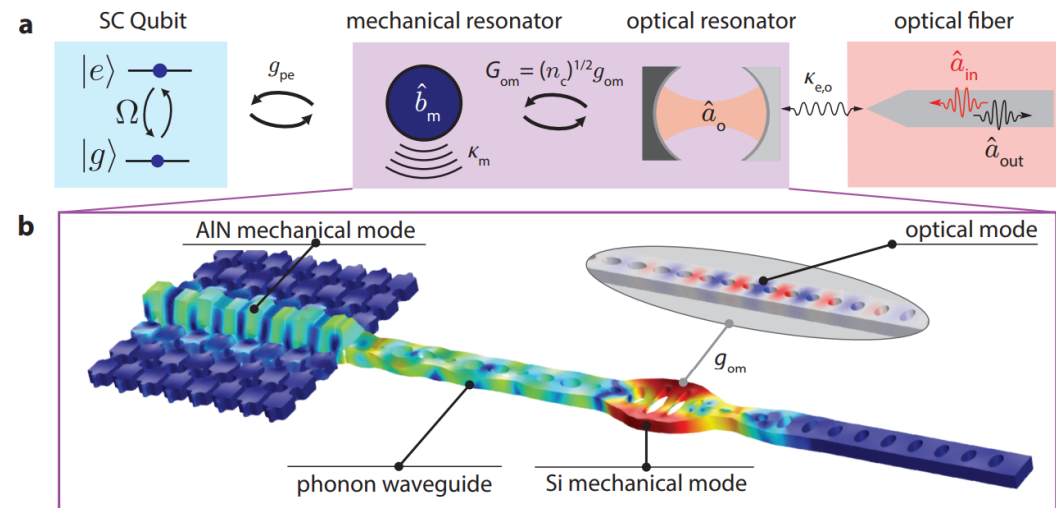 a
SC Qubit
mechanical resonator
optical resonator
optical fiber
|e⟩
Ω
|g⟩
g_pe
b̂_m
κ_m
G_om = (n_c)^1/2 g_om
â_o
κ_e,o
â_in
â_out
b
AlN mechanical mode
optical mode
g_om
phonon waveguide
Si mechanical mode